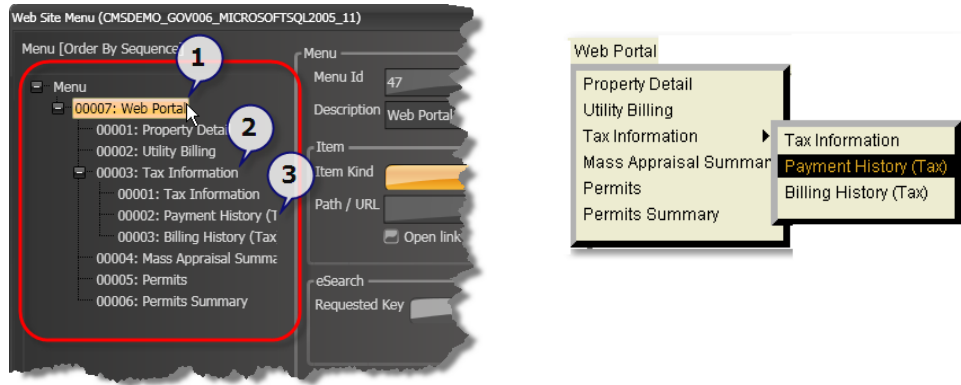 Web Site Menu (CMSDEMO_GOV006_MICROSOFTSQL2005_11)
Menu [Order By Sequence]
1
Menu
00007: Web Portal
00001: Property Detail
2
00002: Utility Billing
00003: Tax Information
3
00001: Tax Information
00002: Payment History (T
00003: Billing History (Tax
00004: Mass Appraisal Summa
00005: Permits
00006: Permits Summary
Menu
Menu Id 47
Description Web Portal
Item
Item Kind
Path / URL
Open link
eSearch
Requested Key
Web Portal
Property Detail
Utility Billing
Tax Information
Mass Appraisal Summar
Permits
Permits Summary
Tax Information
Payment History (Tax)
Billing History (Tax)